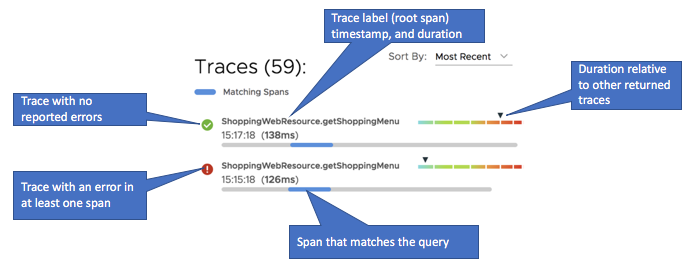 Trace label (root span)
timestamp, and duration
Traces (59):
Sort By: Most Recent
Matching Spans
Duration relative
to other returned
traces
Trace with no
reported errors
ShoppingWebResource.getShoppingMenu
15:17:18 (138ms)
ShoppingWebResource.getShoppingMenu
15:15:18 (126ms)
Trace with an error in
at least one span
Span that matches the query